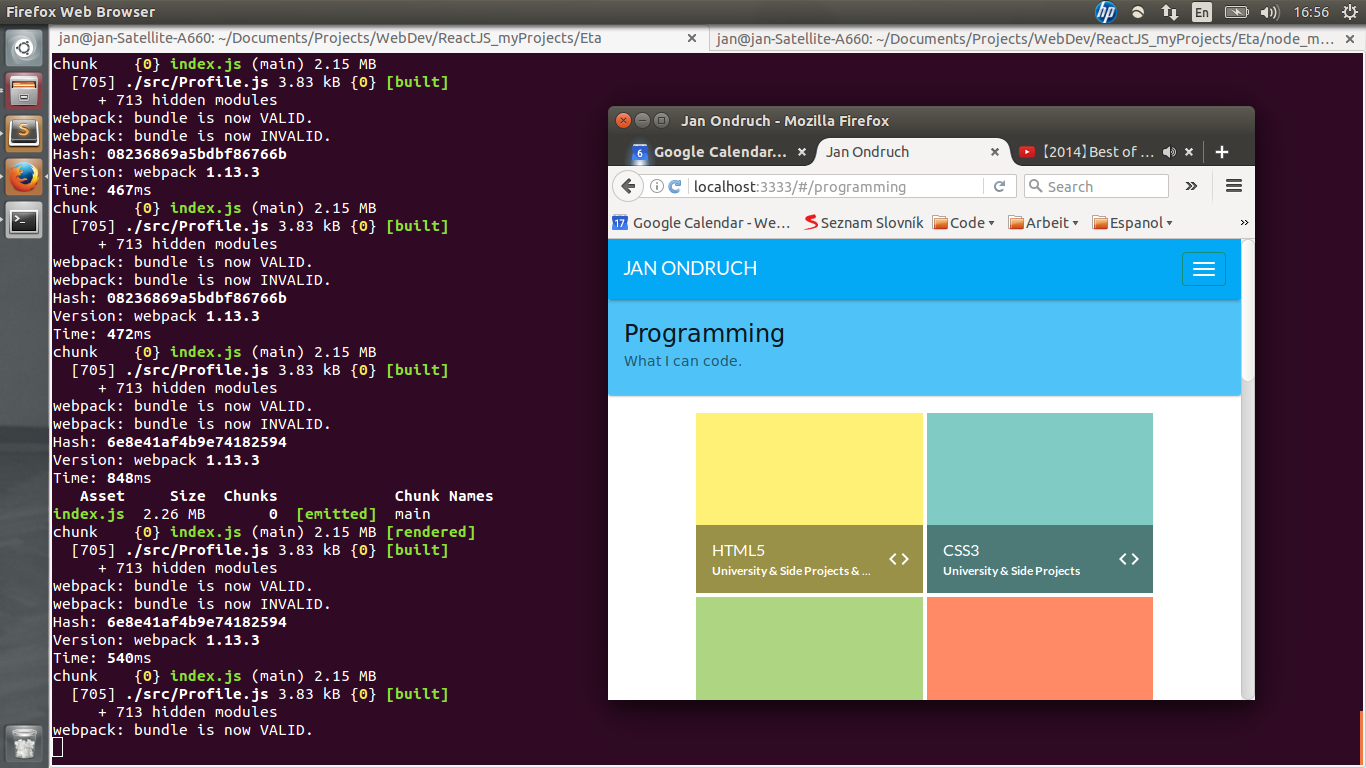 Firefox Web Browser
En
16:56
jan@jan-Satellite-A660: ~/Documents/Projects/WebDev/ReactJS_myProjects/Eta
jan@jan-Satellite-A660: ~/Documents/Projects/WebDev/ReactJS_myProjects/Eta/node_m...
chunk {0} index.js (main) 2.15 MB
[705] ./src/Profile.js 3.83 kB {0} [built]
+ 713 hidden modules
webpack: bundle is now VALID.
webpack: bundle is now INVALID.
Hash: 08236869a5bdbf86766b
Version: webpack 1.13.3
Time: 467ms
chunk {0} index.js (main) 2.15 MB
[705] ./src/Profile.js 3.83 kB {0} [built]
+ 713 hidden modules
webpack: bundle is now VALID.
webpack: bundle is now INVALID.
Hash: 08236869a5bdbf86766b
Version: webpack 1.13.3
Time: 472ms
chunk {0} index.js (main) 2.15 MB
[705] ./src/Profile.js 3.83 kB {0} [built]
+ 713 hidden modules
webpack: bundle is now VALID.
webpack: bundle is now INVALID.
Hash: 6e8e41af4b9e74182594
Version: webpack 1.13.3
Time: 848ms
Asset Size Chunks Chunk Names
index.js 2.26 MB 0 [emitted] main
chunk {0} index.js (main) 2.15 MB [rendered]
[705] ./src/Profile.js 3.83 kB {0} [built]
+ 713 hidden modules
webpack: bundle is now VALID.
webpack: bundle is now INVALID.
Hash: 6e8e41af4b9e74182594
Version: webpack 1.13.3
Time: 540ms
chunk {0} index.js (main) 2.15 MB
[705] ./src/Profile.js 3.83 kB {0} [built]
+ 713 hidden modules
webpack: bundle is now VALID.
Jan Ondruch - Mozilla Firefox
6 Google Calendar...
Jan Ondruch
【2014】Best of ...
localhost:3333/#/programming
Search
17 Google Calendar - We...
Seznam Slovník
Code
Arbeit
Espanol
JAN ONDRUCH
Programming
What I can code.
HTML5
University & Side Projects & ...
CSS3
University & Side Projects